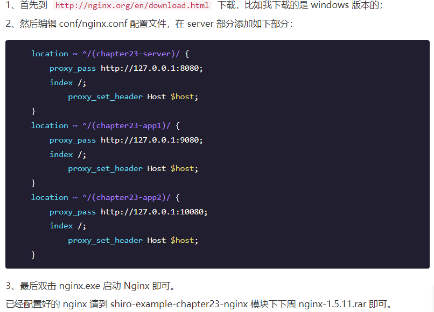 1、首先到 http://nginx.org/en/download.html 下载，比如我下载的是 windows 版本的；
2、然后编辑 conf/nginx.conf 配置文件，在 server 部分添加如下部分：
location ~ ^/(chapter23-server)/ {
proxy_pass http://127.0.0.1:8080;
index /;
proxy_set_header Host $host;
}
location ~ ^/(chapter23-app1)/ {
proxy_pass http://127.0.0.1:9080;
index /;
proxy_set_header Host $host;
}
location ~ ^/(chapter23-app2)/ {
proxy_pass http://127.0.0.1:10080;
index /;
proxy_set_header Host $host;
}
3、最后双击 nginx.exe 启动 Nginx 即可。
已经配置好的 nginx 请到 shiro-example-chapter23-nginx 模块下下周 nginx-1.5.11.rar 即可。